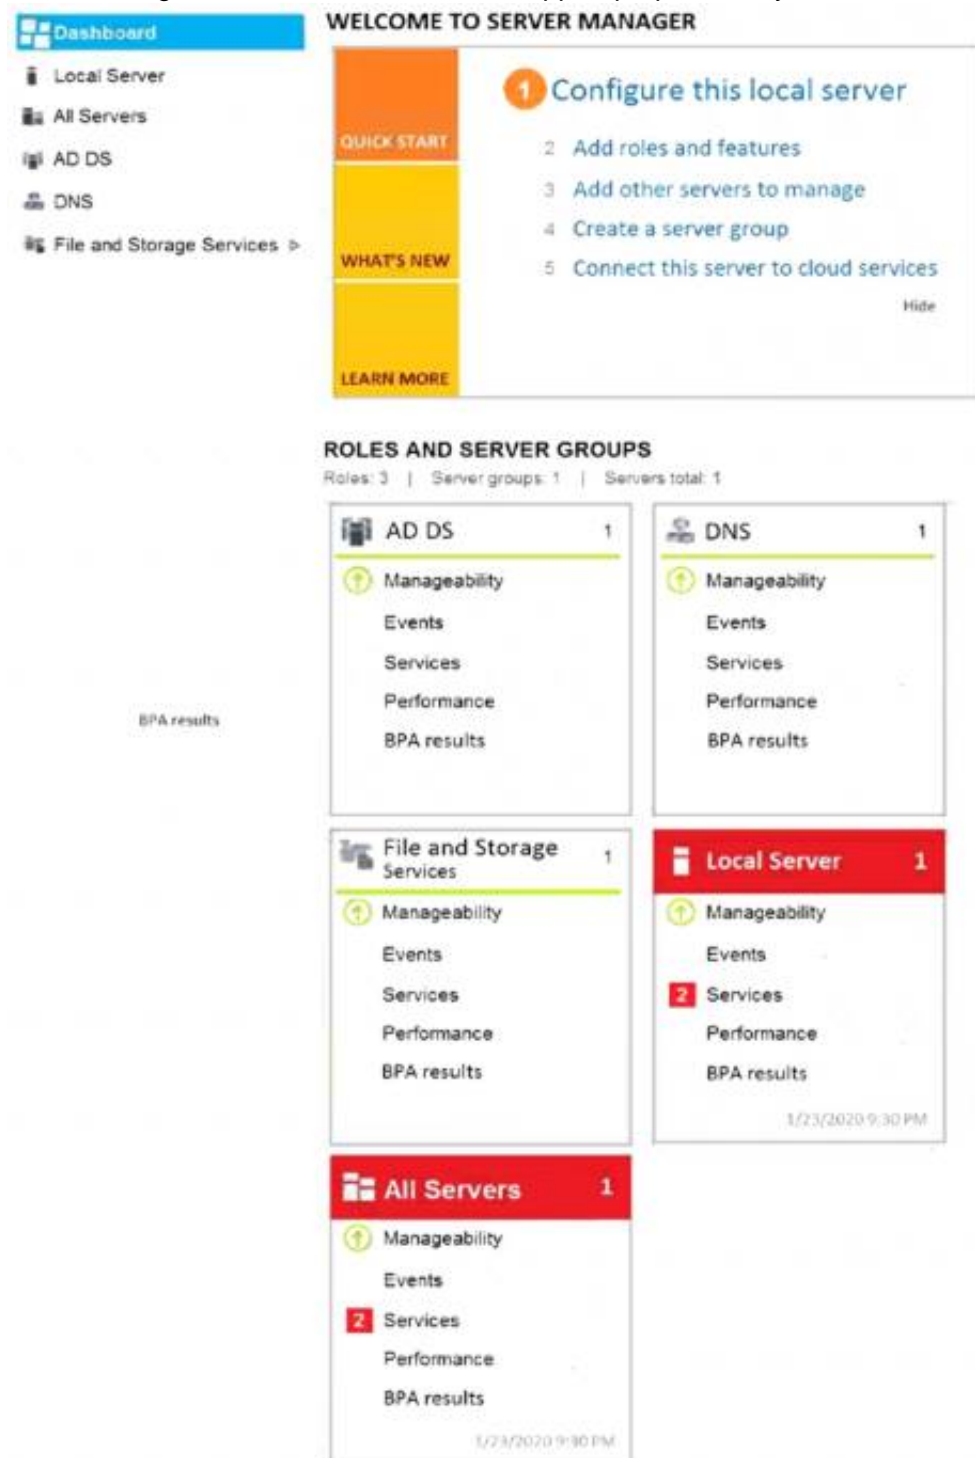 Dashboard
Local Server
All Servers
AD DS
DNS
File and Storage Services
WELCOME TO SERVER MANAGER
QUICK START
WHAT'S NEW
LEARN MORE
1 Configure this local server
2 Add roles and features
3 Add other servers to manage
4 Create a server group
5 Connect this server to cloud services
Hide
ROLES AND SERVER GROUPS
Roles: 3 | Server groups: 1 | Servers total: 1
BPA results
AD DS 1
Manageability
Events
Services
Performance
BPA results
DNS 1
Manageability
Events
Services
Performance
BPA results
File and Storage 1
Services
Manageability
Events
Services
Performance
BPA results
Local Server 1
Manageability
Events
2 Services
Performance
BPA results
1/23/2020 9:30 PM
All Servers 1
Manageability
Events
2 Services
Performance
BPA results
1/23/2020 9:30 PM